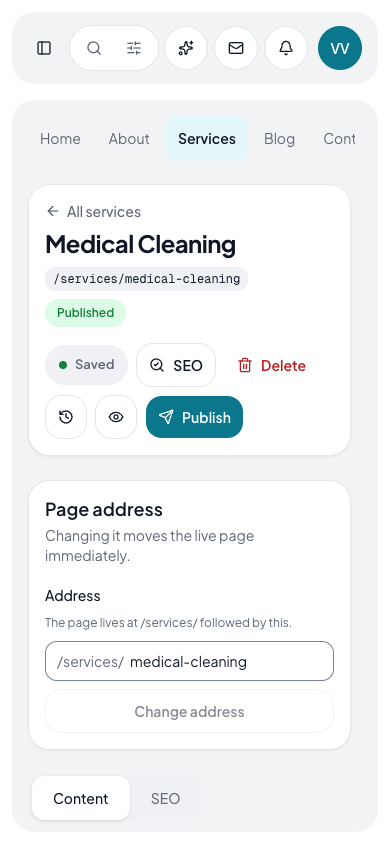 VV
Home About Services Blog Cont
All services
Medical Cleaning
/services/medical-cleaning
Published
Saved SEO Delete
Publish
Page address
Changing it moves the live page
immediately.
Address
The page lives at /services/ followed by this.
/services/ medical-cleaning
Change address
Content SEO